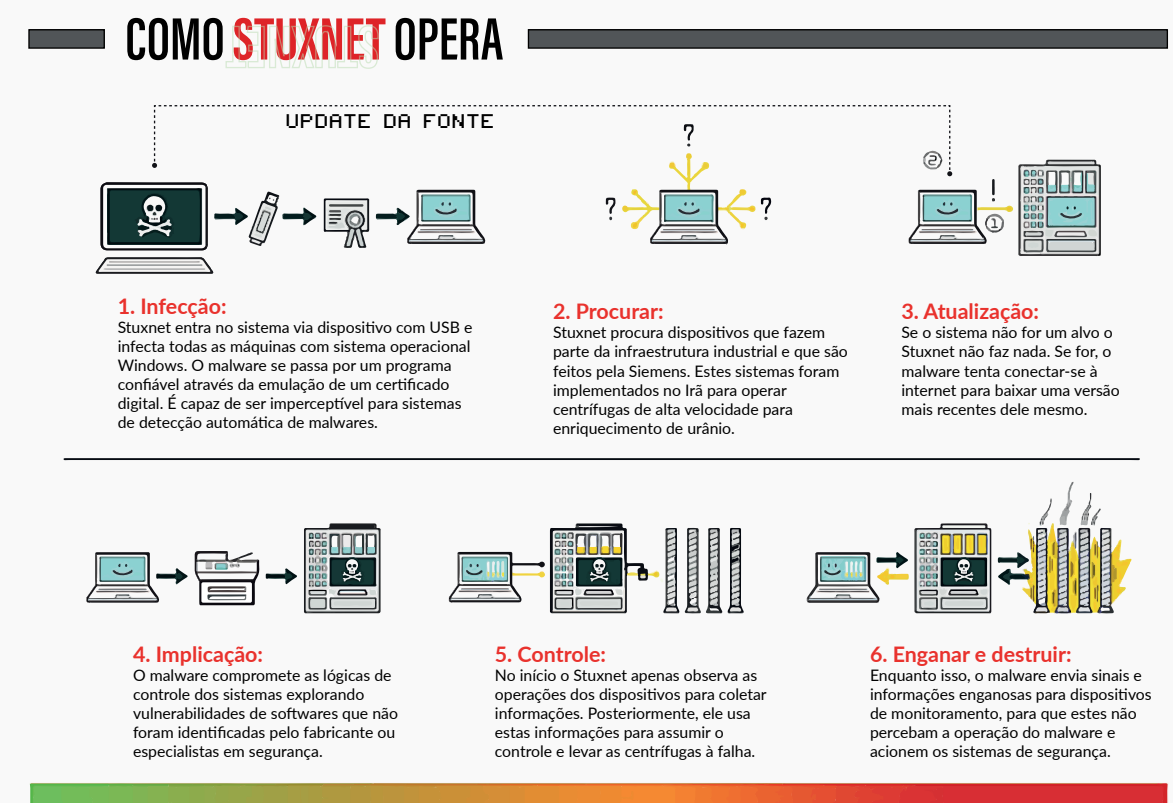 COMO STUXNET OPERA
UPDATE DA FONTE
?
?
?
2
!
1
1. Infecção:
Stuxnet entra no sistema via dispositivo com USB e
infecta todas as máquinas com sistema operacional
Windows. O malware se passa por um programa
confiável através da emulação de um certificado
digital. É capaz de ser imperceptível para sistemas
de detecção automática de malwares.
2. Procurar:
Stuxnet procura dispositivos que fazem
parte da infraestrutura industrial e que são
feitos pela Siemens. Estes sistemas foram
implementados no Irã para operar
centrífugas de alta velocidade para
enriquecimento de urânio.
3. Atualização:
Se o sistema não for um alvo o
Stuxnet não faz nada. Se for, o
malware tenta conectar-se à
internet para baixar uma versão
mais recentes dele mesmo.
4. Implicação:
O malware compromete as lógicas de
controle dos sistemas explorando
vulnerabilidades de softwares que não
foram identificadas pelo fabricante ou
especialistas em segurança.
5. Controle:
No início o Stuxnet apenas observa as
operações dos dispositivos para coletar
informações. Posteriormente, ele usa
estas informações para assumir o
controle e levar as centrífugas à falha.
6. Enganar e destruir:
Enquanto isso, o malware envia sinais e
informações enganosas para dispositivos
de monitoramento, para que estes não
percebam a operação do malware e
acionem os sistemas de segurança.